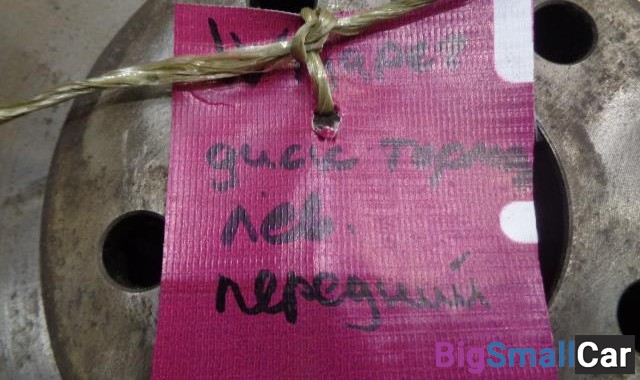 диск торм
лев.
передний
BigSmallCar